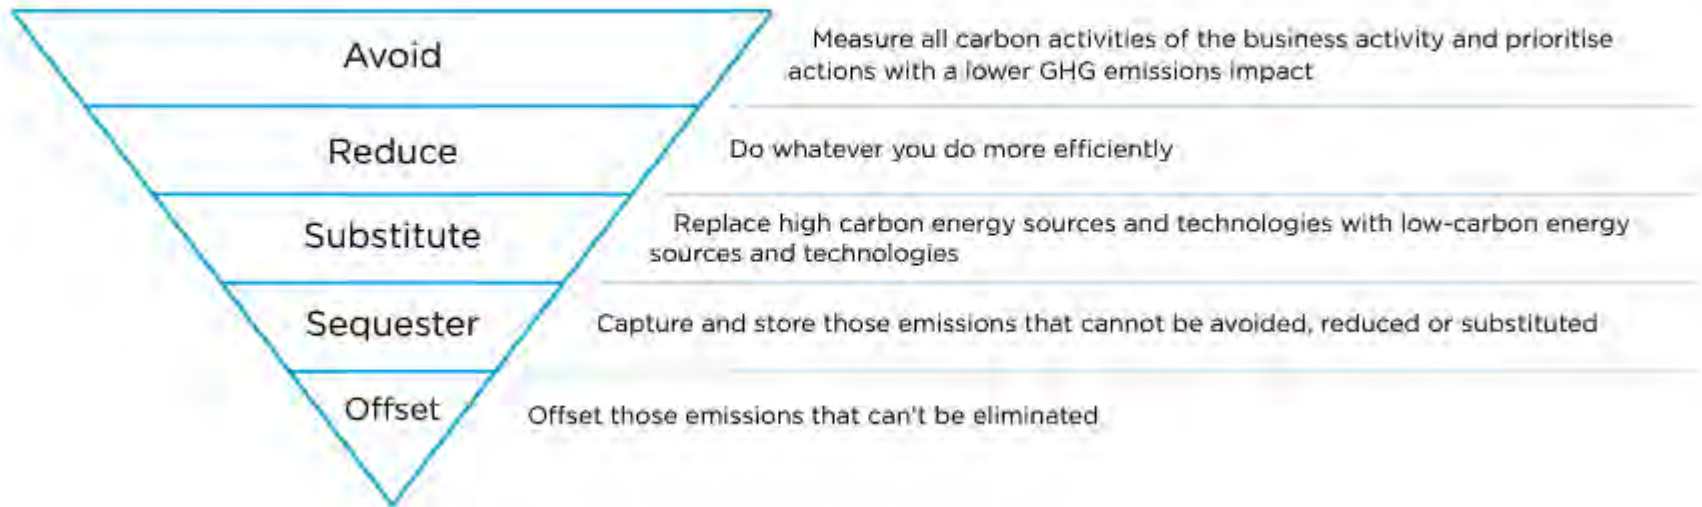 Avoid
Measure all carbon activities of the business activity and prioritise
actions with a lower GHG emissions impact
Reduce
Do whatever you do more efficiently
Substitute
Replace high carbon energy sources and technologies with low-carbon energy
sources and technologies
Sequester
Capture and store those emissions that cannot be avoided, reduced or substituted
Offset
Offset those emissions that can't be eliminated